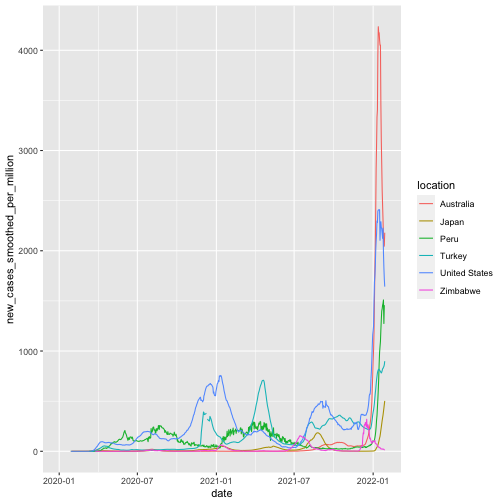 4000
3000
2000
1000
0
new_cases_smoothed_per_million
2020-01
2020-07
2021-01
2021-07
2022-01
date
location
Australia
Japan
Peru
Turkey
United States
Zimbabwe